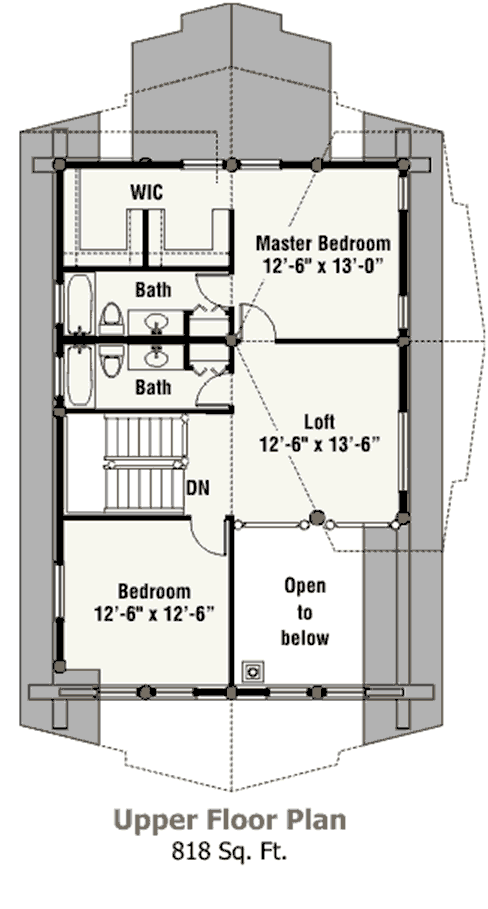 WIC
Master Bedroom
12'-6" x 13'-0"
Bath
Bath
Loft
12'-6" x 13'-6"
DN
Bedroom
12'-6" x 12'-6"
Open
to
below
Upper Floor Plan
818 Sq. Ft.